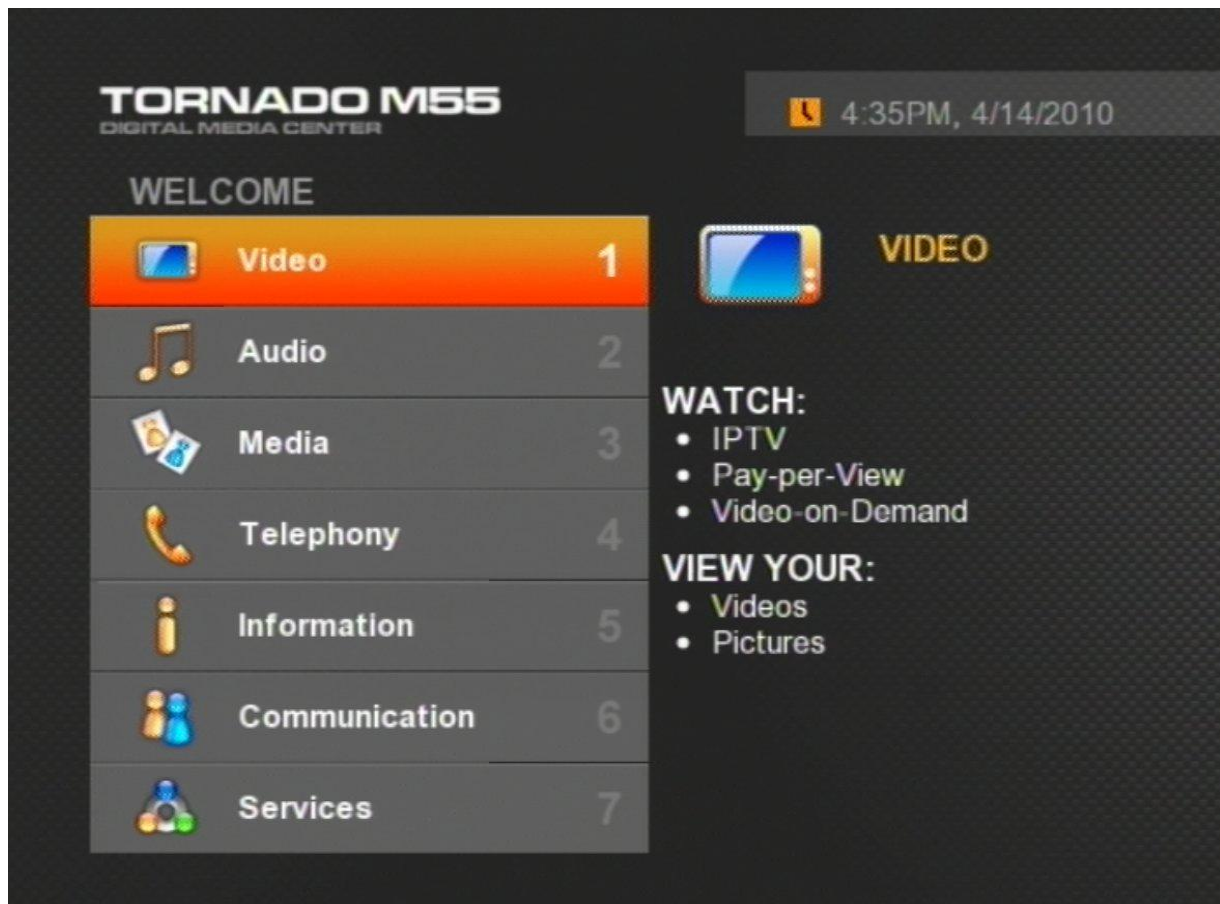 TORNADO M55
DIGITAL MEDIA CENTER
4:35PM, 4/14/2010
WELCOME
Video 1
Audio 2
Media 3
Telephony 4
Information 5
Communication 6
Services 7
VIDEO
WATCH:
• IPTV
• Pay-per-View
• Video-on-Demand
VIEW YOUR:
• Videos
• Pictures